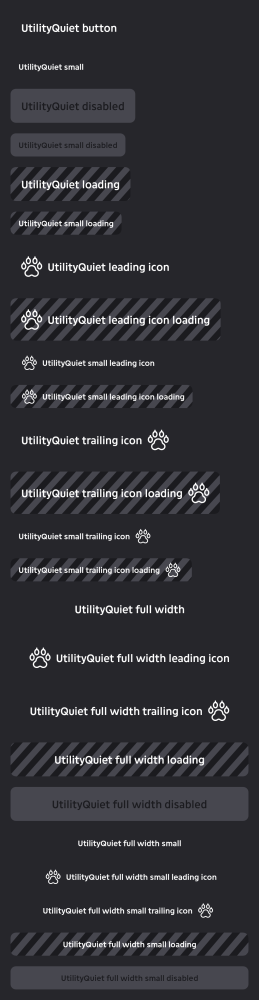 UtilityQuiet button
UtilityQuiet small
UtilityQuiet disabled
UtilityQuiet small disabled
UtilityQuiet loading
UtilityQuiet small loading
UtilityQuiet leading icon
UtilityQuiet leading icon loading
UtilityQuiet small leading icon
UtilityQuiet small leading icon loading
UtilityQuiet trailing icon
UtilityQuiet trailing icon loading
UtilityQuiet small trailing icon
UtilityQuiet small trailing icon loading
UtilityQuiet full width
UtilityQuiet full width leading icon
UtilityQuiet full width trailing icon
UtilityQuiet full width loading
UtilityQuiet full width disabled
UtilityQuiet full width small
UtilityQuiet full width small leading icon
UtilityQuiet full width small trailing icon
UtilityQuiet full width small loading
UtilityQuiet full width small disabled